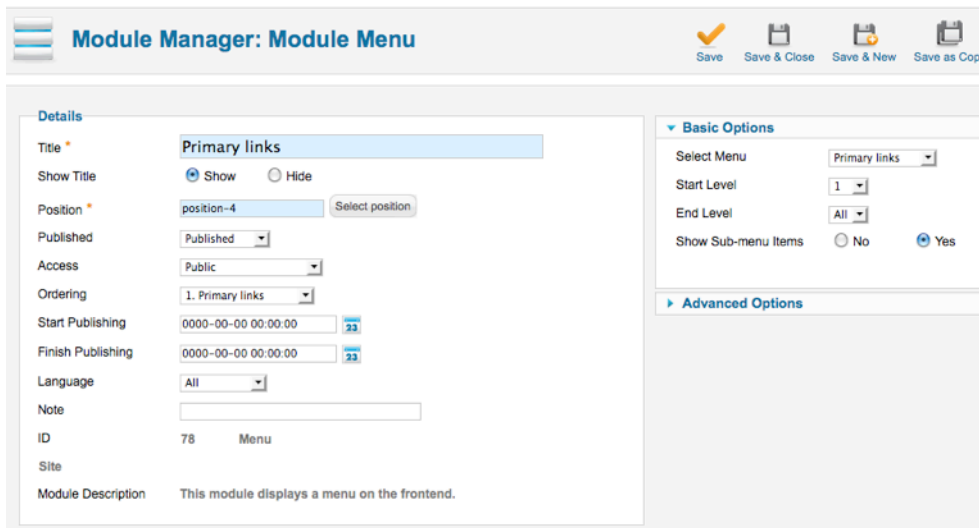 Module Manager: Module Menu
Save
Save & Close
Save & New
Save as Cop
Details
Title * Primary links
Show Title Show Hide
Position * position-4 Select position
Published Published
Access Public
Ordering 1. Primary links
Start Publishing 0000-00-00 00:00:00 23
Finish Publishing 0000-00-00 00:00:00 23
Language All
Note
ID 78 Menu
Site
Module Description This module displays a menu on the frontend.
Basic Options
Select Menu Primary links
Start Level 1
End Level All
Show Sub-menu Items No Yes
Advanced Options